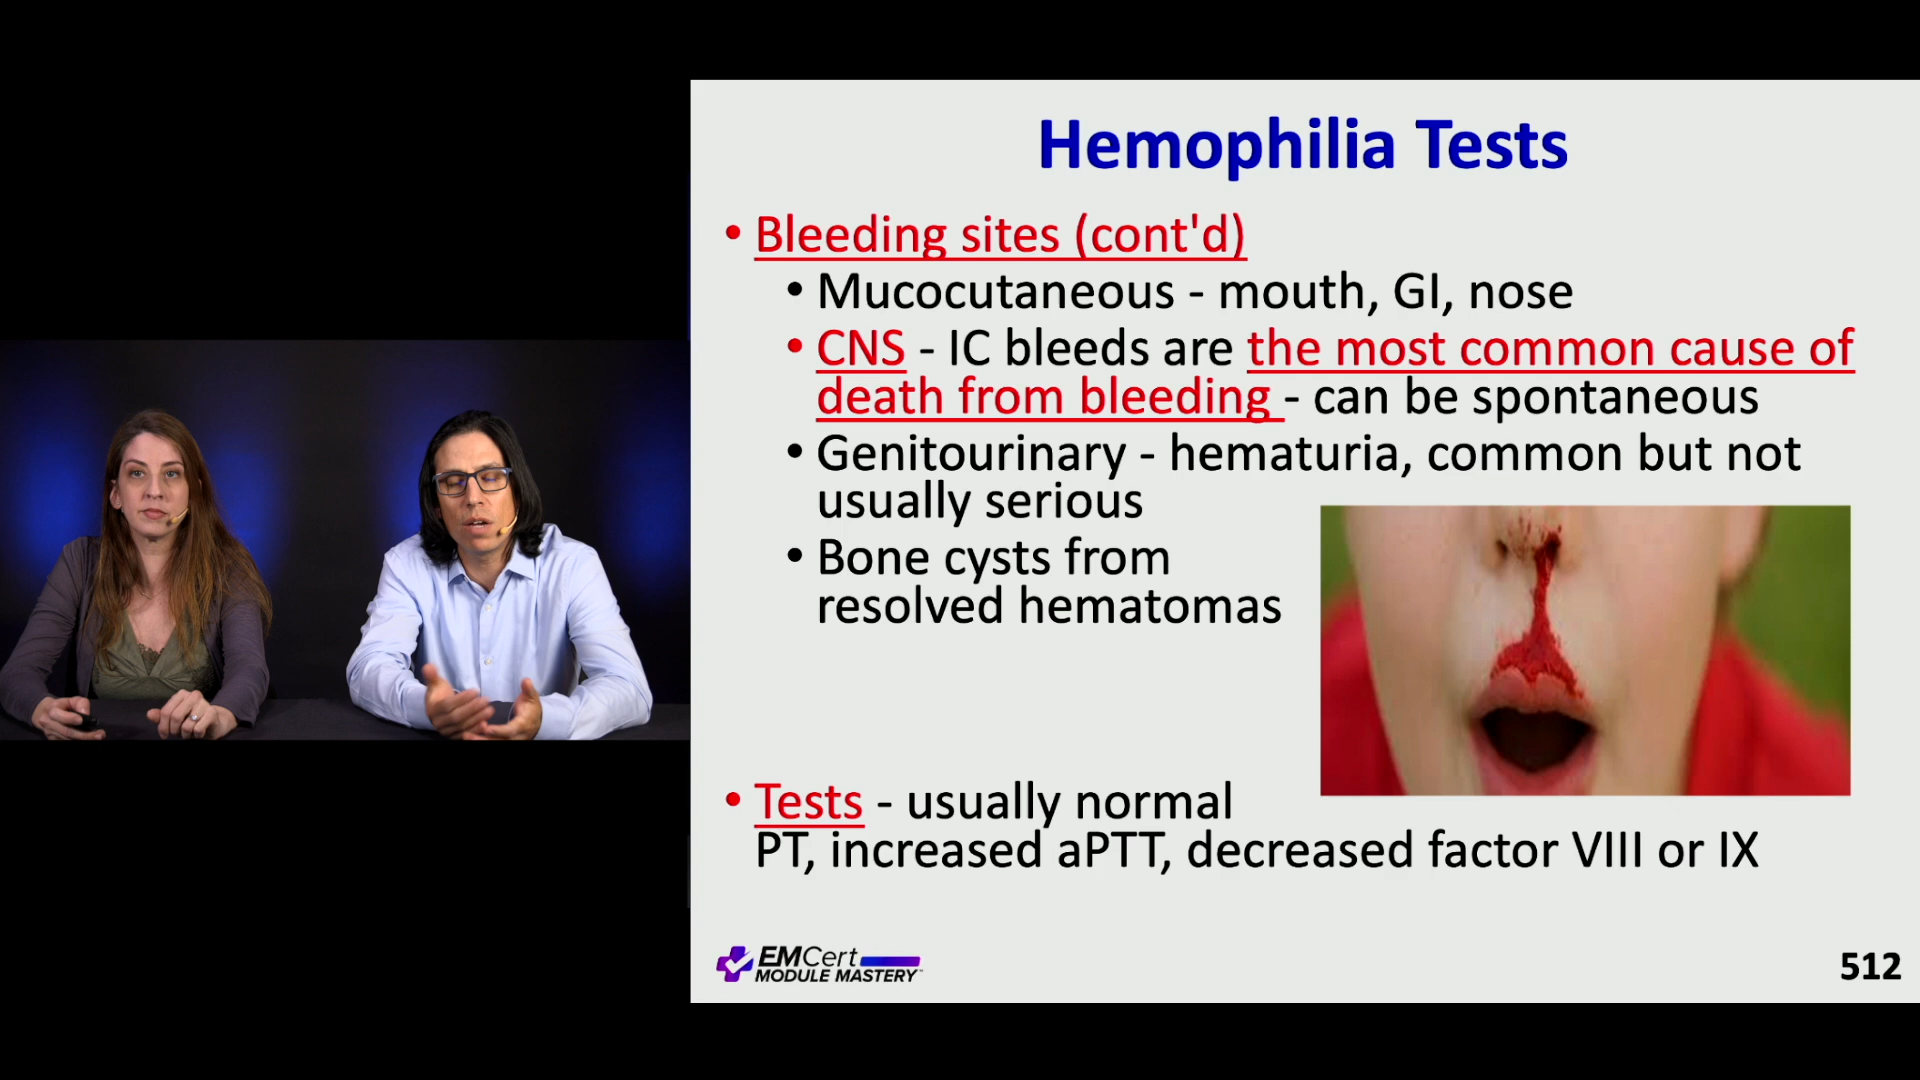 Hemophilia Tests
• Bleeding sites (cont'd)
• Mucocutaneous - mouth, GI, nose
• CNS - IC bleeds are the most common cause of
death from bleeding - can be spontaneous
• Genitourinary - hematuria, common but not
usually serious
• Bone cysts from
resolved hematomas
• Tests - usually normal
PT, increased aPTT, decreased factor VIII or IX
EMCert
MODULE MASTERY™
512